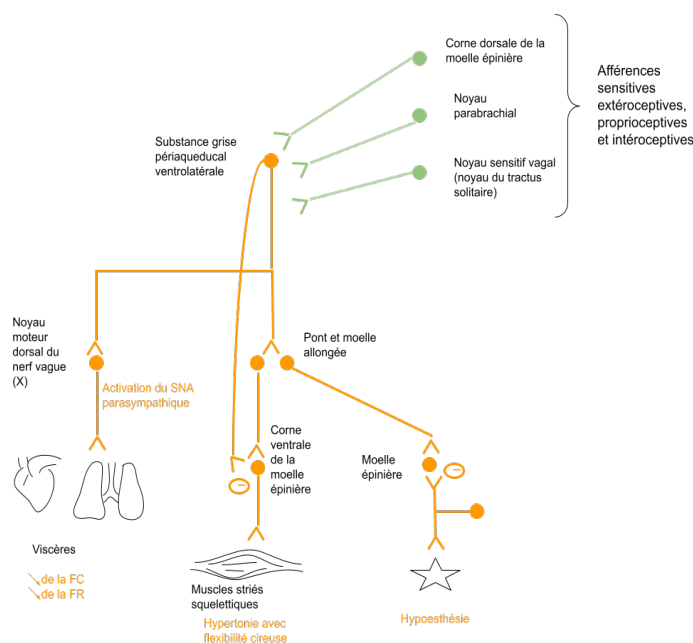 Corne dorsale de la
moelle épinière
Noyau
parabrachial
Noyau sensitif vagal
(noyau du tractus
solitaire)
Afférences
sensitives
extéroceptives,
proprioceptives
et intéroceptives
Substance grise
périaqueducal
ventrolatérale
Noyau
moteur
dorsal du
nerf vague
(X)
Activation du SNA
parasympathique
Pont et moelle
allongée
Corne
ventrale
de la
moelle
épinière
Moelle
épinière
Viscères
de la FC
de la FR
Muscles striés
squelettiques
Hypertonie avec
flexibilité cireuse
Hypoesthésie